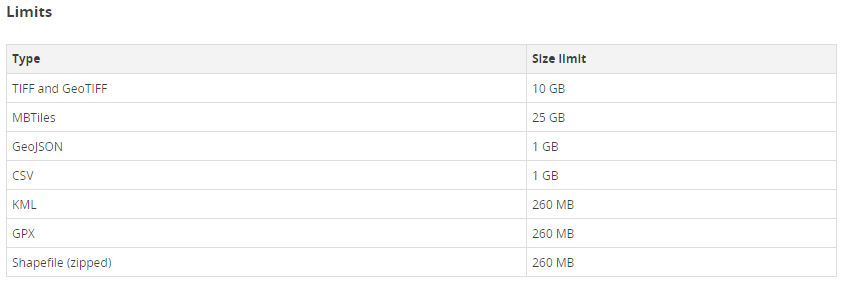 Limits
Type Size limit
TIFF and GeoTIFF 10 GB
MBTiles 25 GB
GeoJSON 1 GB
CSV 1 GB
KML 260 MB
GPX 260 MB
Shapefile (zipped) 260 MB